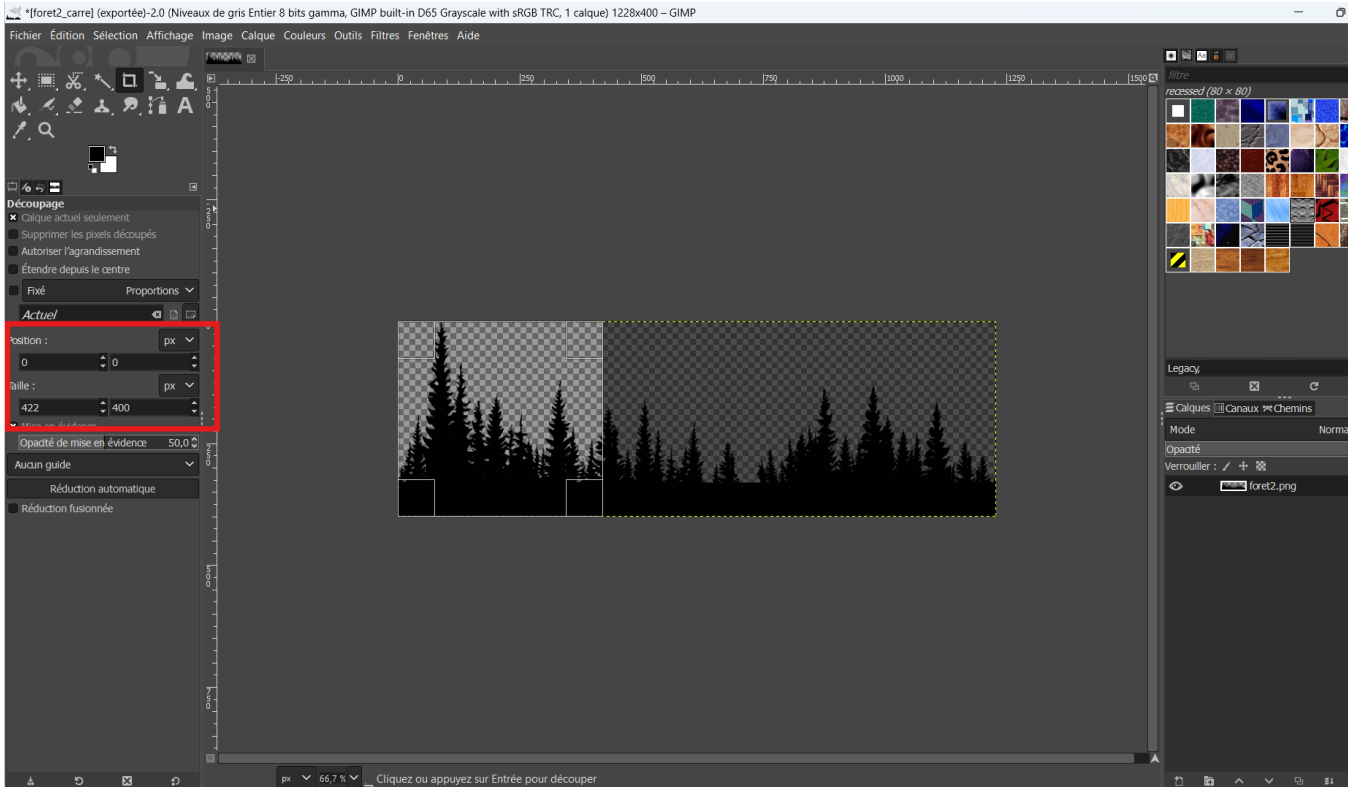 *[foret2_carre] (exportée)-2.0 (Niveaux de gris Entier 8 bits gamma, GIMP built-in D65 Grayscale with sRGB TRC, 1 calque) 1228x400 – GIMP
Fichier Édition Sélection Affichage Image Calque Couleurs Outils Filtres Fenêtres Aide
-250 0 250 500 750 1000 1250 1500
filtre
recessed (80 × 80)
Découpage
Calque actuel seulement
Supprimer les pixels découpés
Autoriser l'agrandissement
Étendre depuis le centre
Fixé Proportions
Actuel
Position : px
0 0
Taille : px
422 400
Mise en évidence
Opacité de mise en évidence 50,0
Aucun guide
Réduction automatique
Réduction fusionnée
Legacy,
Calques Canaux Chemins
Mode Norma
Opacité
Verrouiller :
foret2.png
px 66,7 % Cliquez ou appuyez sur Entrée pour découper